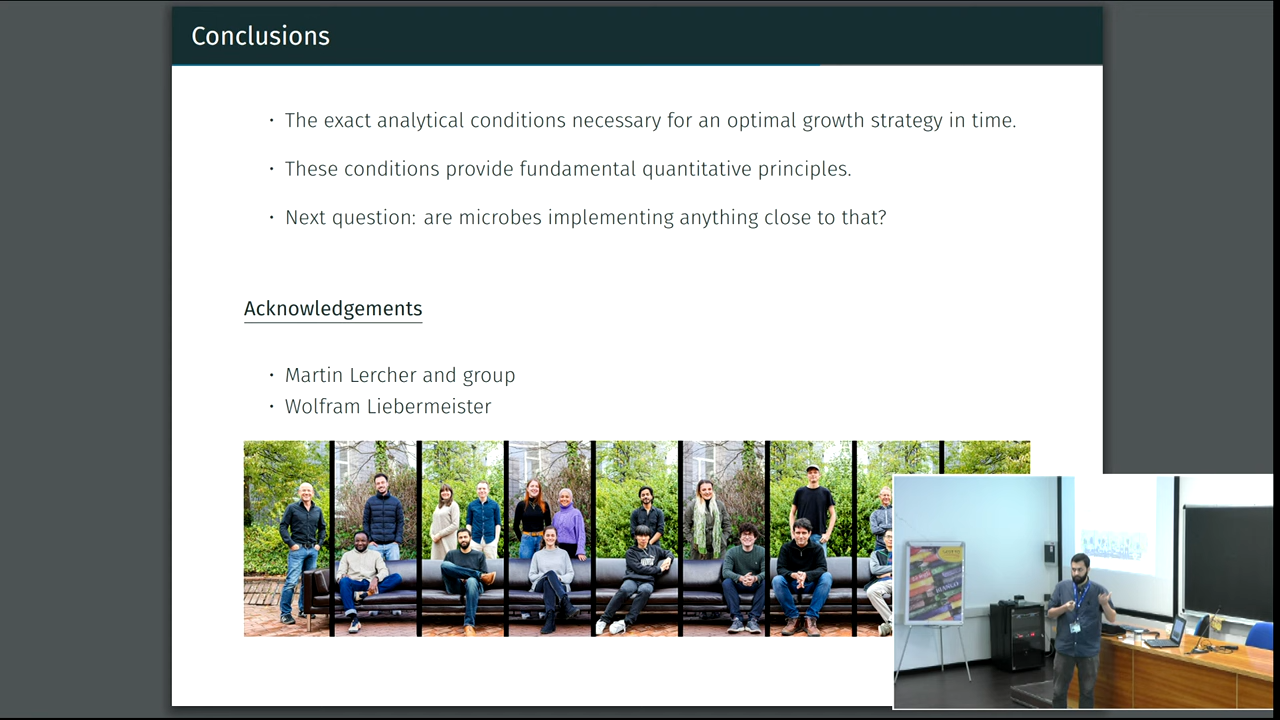 Conclusions
· The exact analytical conditions necessary for an optimal growth strategy in time.
· These conditions provide fundamental quantitative principles.
· Next question: are microbes implementing anything close to that?
Acknowledgements
· Martin Lercher and group
· Wolfram Liebermeister